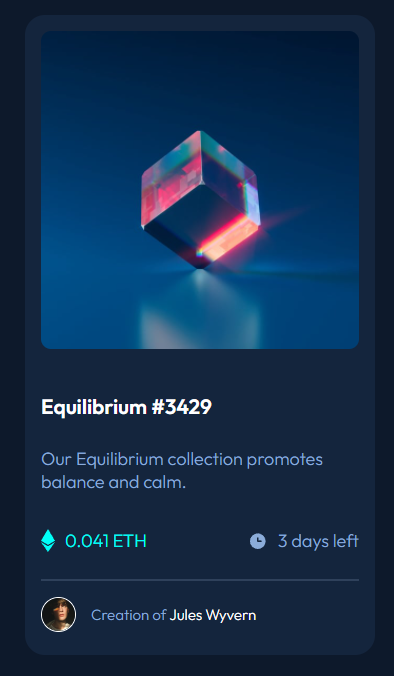 Equilibrium #3429
Our Equilibrium collection promotes
balance and calm.
0.041 ETH
3 days left
Creation of Jules Wyvern